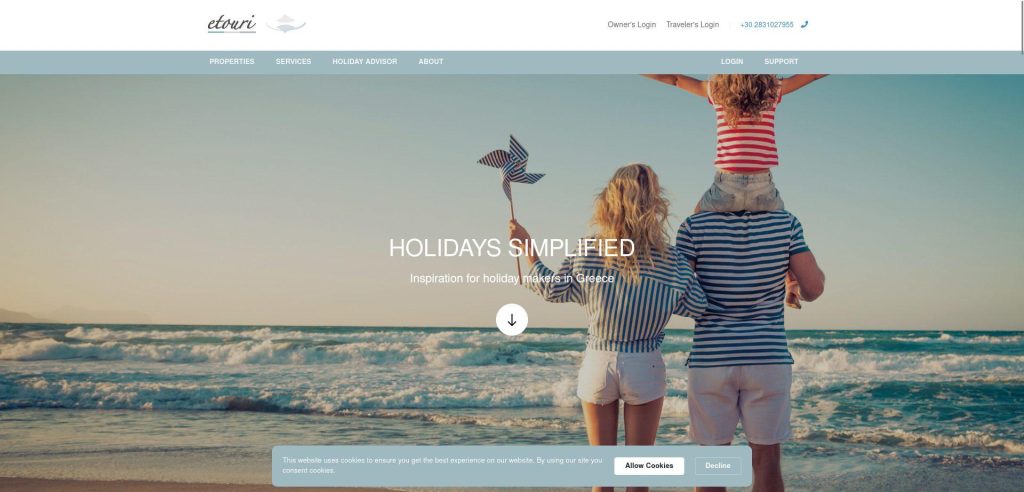 etouri
Owner's Login Traveler's Login +30 2831027955
PROPERTIES SERVICES HOLIDAY ADVISOR ABOUT LOGIN SUPPORT
HOLIDAYS SIMPLIFIED
Inspiration for holiday makers in Greece
This website uses cookies to ensure you get the best experience on our website. By using our site you
consent cookies.
Allow Cookies
Decline